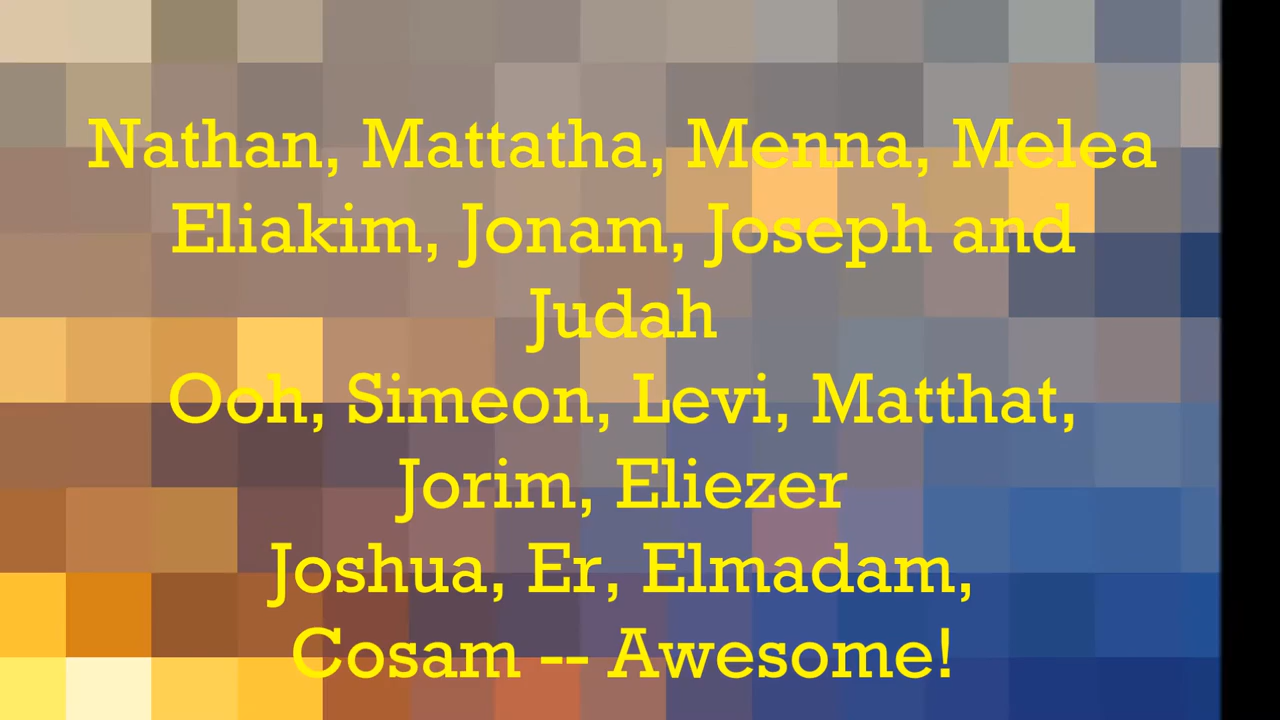 Nathan, Mattatha, Menna, Melea
Eliakim, Jonam, Joseph and
Judah
Ooh, Simeon, Levi, Matthat,
Jorim, Eliezer
Joshua, Er, Elmadam,
Cosam -- Awesome!